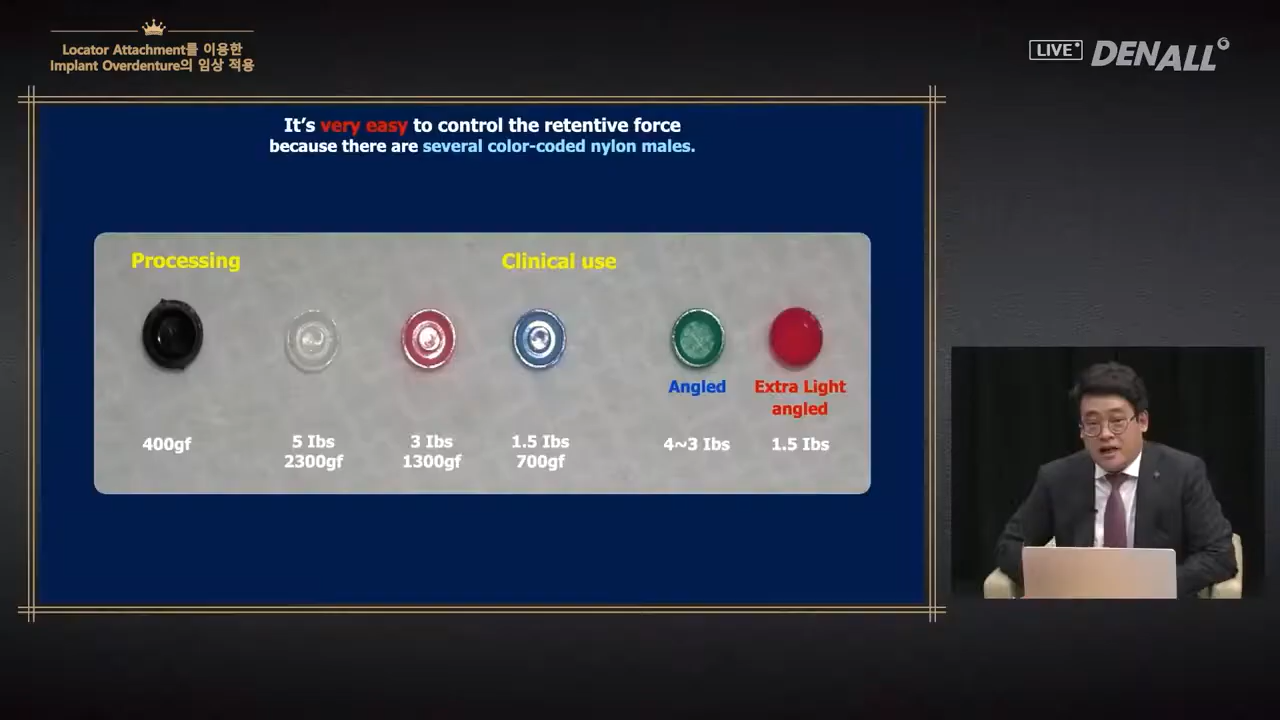 Locator Attachment를 이용한
Implant Overdenture의 임상 적용
LIVE
DENALL
It's very easy to control the retentive force
because there are several color-coded nylon males.
Processing
Clinical use
Angled
Extra Light
angled
400gf
5 Ibs
2300gf
3 Ibs
1300gf
1.5 Ibs
700gf
4~3 Ibs
1.5 Ibs